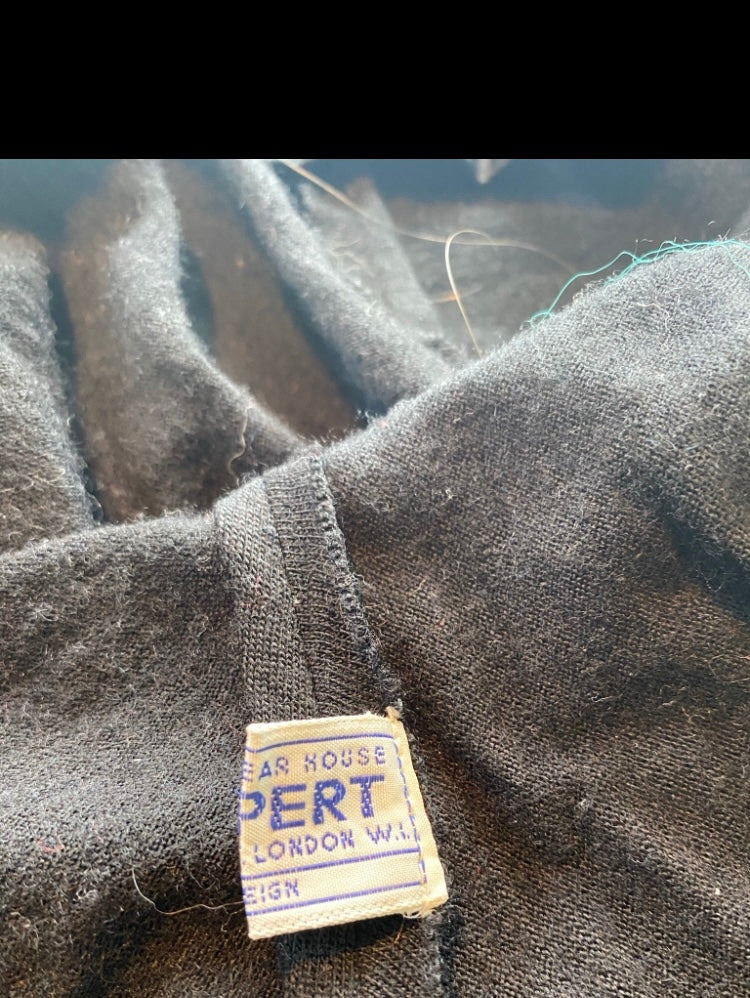 EAR HOUSE
PERT
LONDON W.1.
EIGN